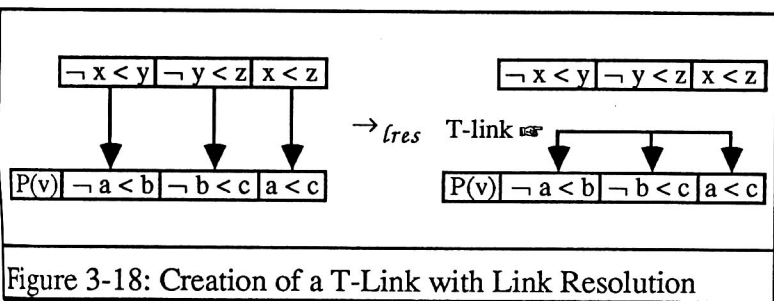 ¬ x < y ¬ y < z x < z
¬ x < y ¬ y < z x < z
→ lres T-link ☞
P(v) ¬ a < b ¬ b < c a < c
P(v) ¬ a < b ¬ b < c a < c
Figure 3-18: Creation of a T-Link with Link Resolution